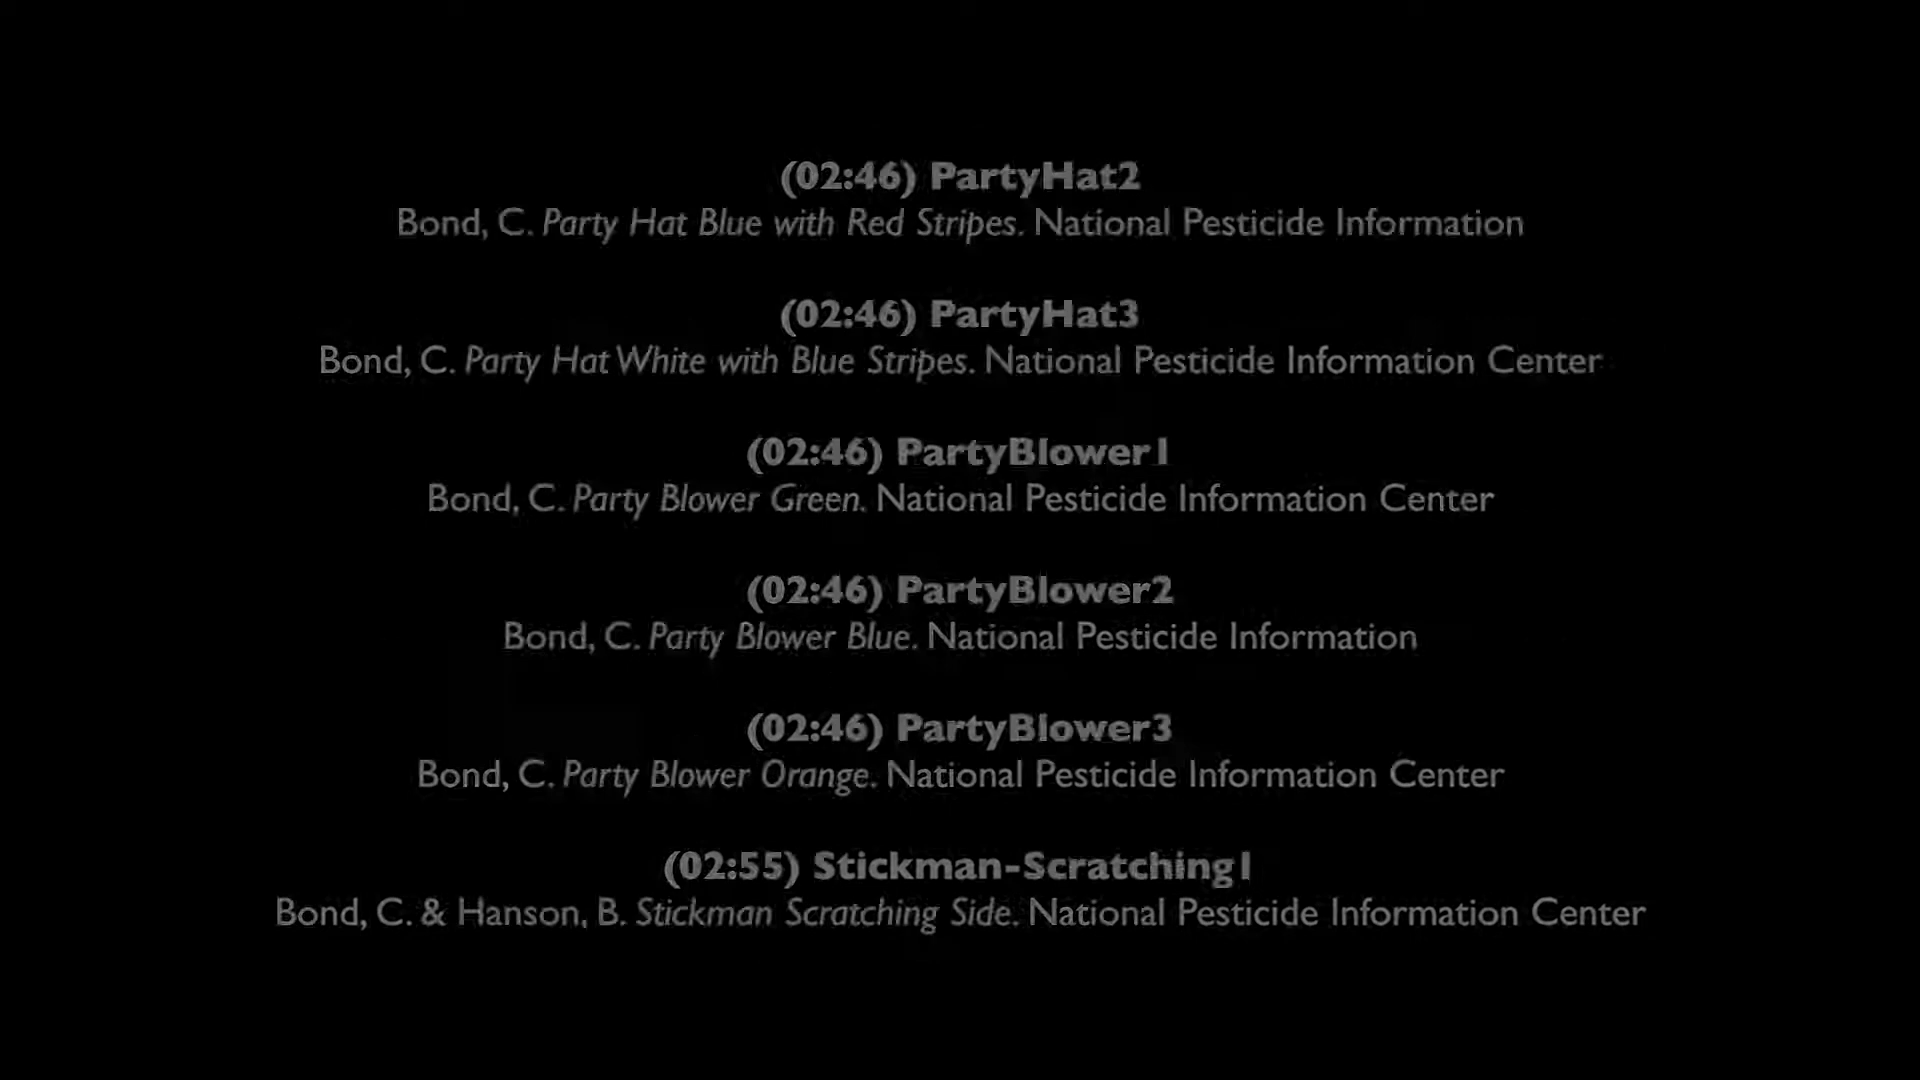 (02:46) PartyHat2
Bond, C. Party Hat Blue with Red Stripes. National Pesticide Information
(02:46) PartyHat3
Bond, C. Party Hat White with Blue Stripes. National Pesticide Information Center
(02:46) PartyBlower1
Bond, C. Party Blower Green. National Pesticide Information Center
(02:46) PartyBlower2
Bond, C. Party Blower Blue. National Pesticide Information
(02:46) PartyBlower3
Bond, C. Party Blower Orange. National Pesticide Information Center
(02:55) Stickman-Scratching1
Bond, C. & Hanson, B. Stickman Scratching Side. National Pesticide Information Center